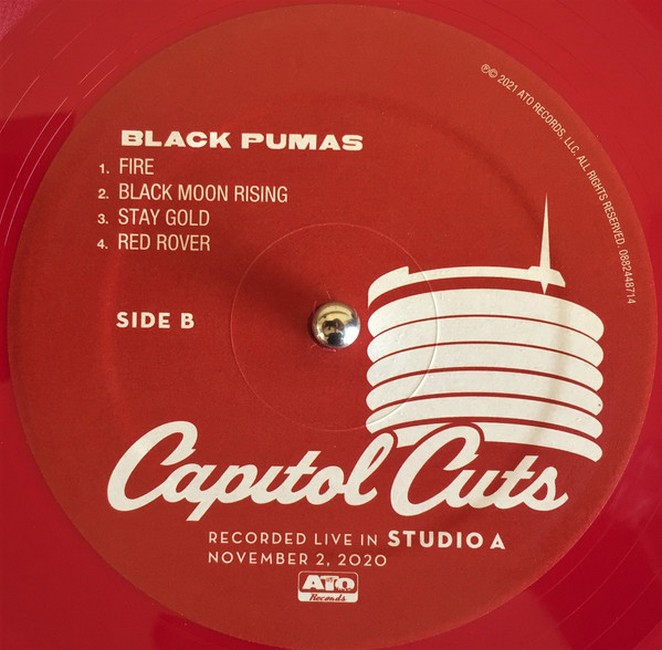 BLACK PUMAS
1. FIRE
2. BLACK MOON RISING
3. STAY GOLD
4. RED ROVER
SIDE B
℗© 2021 ATO RECORDS, LLC. ALL RIGHTS RESERVED. 0882448714
Capitol Cuts
RECORDED LIVE IN STUDIO A
NOVEMBER 2, 2020
ATO
Records